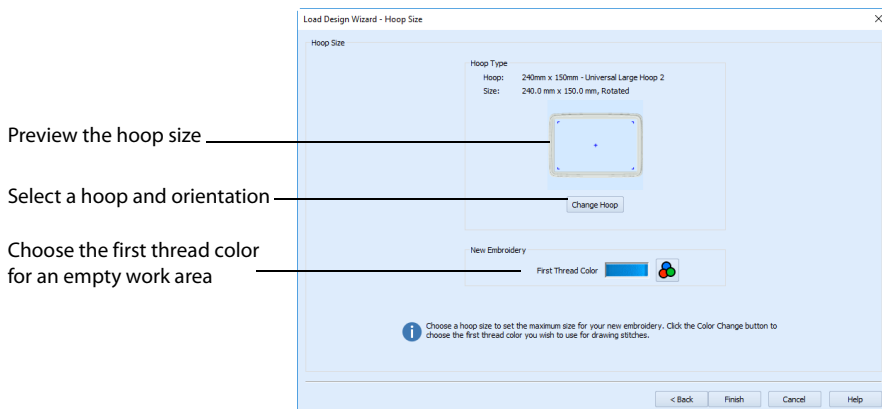 Load Design Wizard - Hoop Size
Hoop Size
Hoop Type
Hoop: 240mm x 150mm - Universal Large Hoop 2
Size: 240.0 mm x 150.0 mm, Rotated
Preview the hoop size
Select a hoop and orientation
Change Hoop
Choose the first thread color
for an empty work area
New Embroidery
First Thread Color
Choose a hoop size to set the maximum size for your new embroidery. Click the Color Change button to
choose the first thread color you wish to use for drawing stitches.
< Back Finish Cancel Help